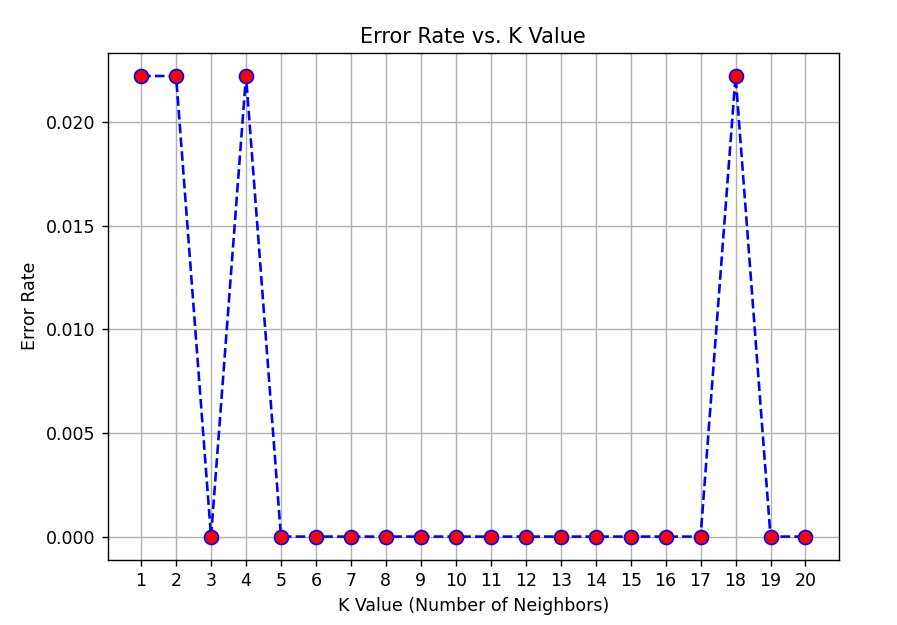 Error Rate vs. K Value
0.020
0.015
0.010
0.005
0.000
Error Rate
1 2 3 4 5 6 7 8 9 10 11 12 13 14 15 16 17 18 19 20
K Value (Number of Neighbors)